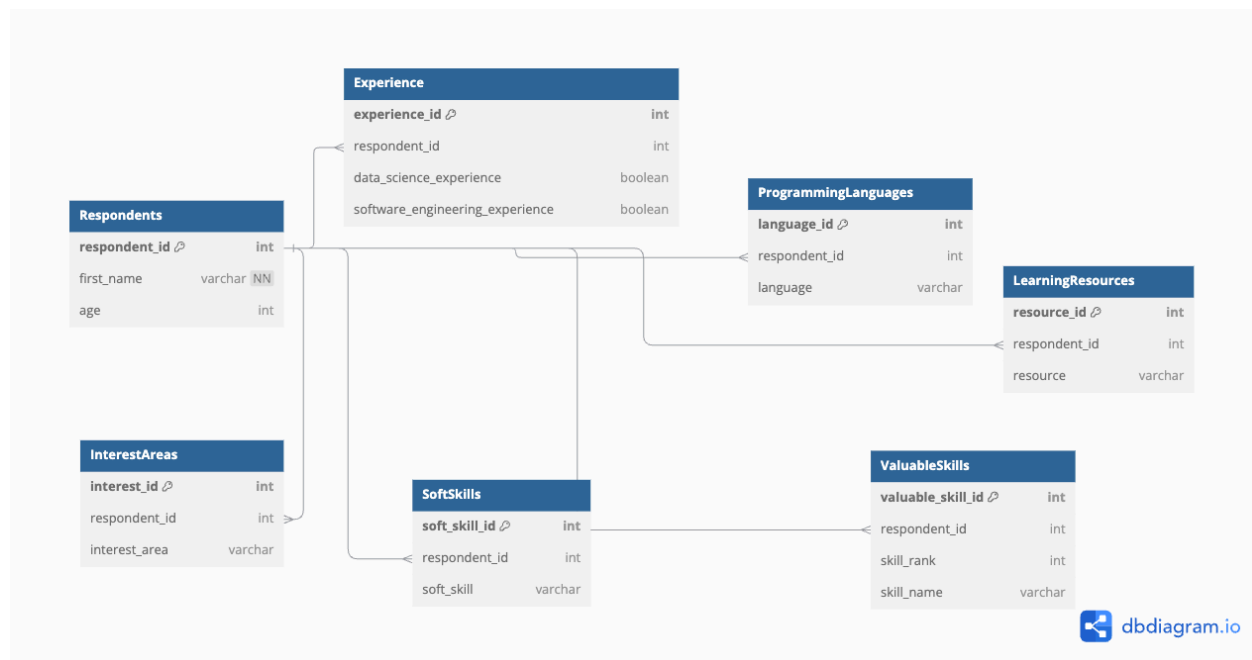 Experience
experience_id int
respondent_id int
data_science_experience boolean
software_engineering_experience boolean
ProgrammingLanguages
language_id int
respondent_id int
language varchar
Respondents
respondent_id int
first_name varchar NN
age int
LearningResources
resource_id int
respondent_id int
resource varchar
InterestAreas
interest_id int
respondent_id int
interest_area varchar
SoftSkills
soft_skill_id int
respondent_id int
soft_skill varchar
ValuableSkills
valuable_skill_id int
respondent_id int
skill_rank int
skill_name varchar
dbdiagram.io